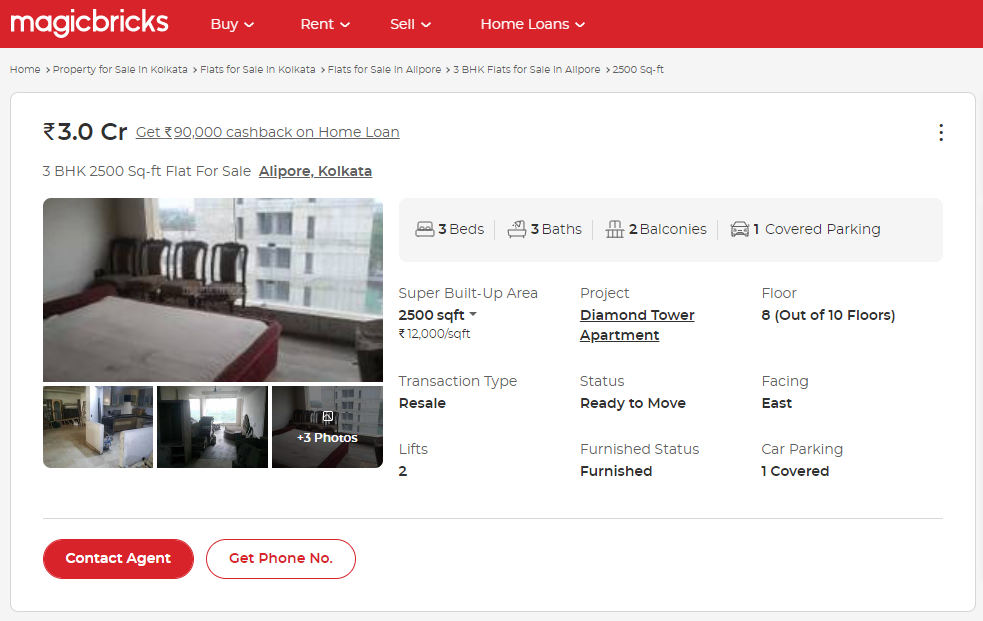 magicbricks
Buy Rent Sell Home Loans
Home > Property for Sale in Kolkata > Flats for Sale in Kolkata > Flats for Sale in Alipore > 3 BHK Flats for Sale in Alipore > 2500 Sq-ft
₹3.0 Cr Get ₹90,000 cashback on Home Loan
3 BHK 2500 Sq-ft Flat For Sale Alipore, Kolkata
magicbricks
+3 Photos
3 Beds 3 Baths 2 Balconies 1 Covered Parking
Super Built-Up Area
2500 sqft
₹12,000/sqft
Project
Diamond Tower
Apartment
Floor
8 (Out of 10 Floors)
Transaction Type
Resale
Status
Ready to Move
Facing
East
Lifts
2
Furnished Status
Furnished
Car Parking
1 Covered
Contact Agent Get Phone No.